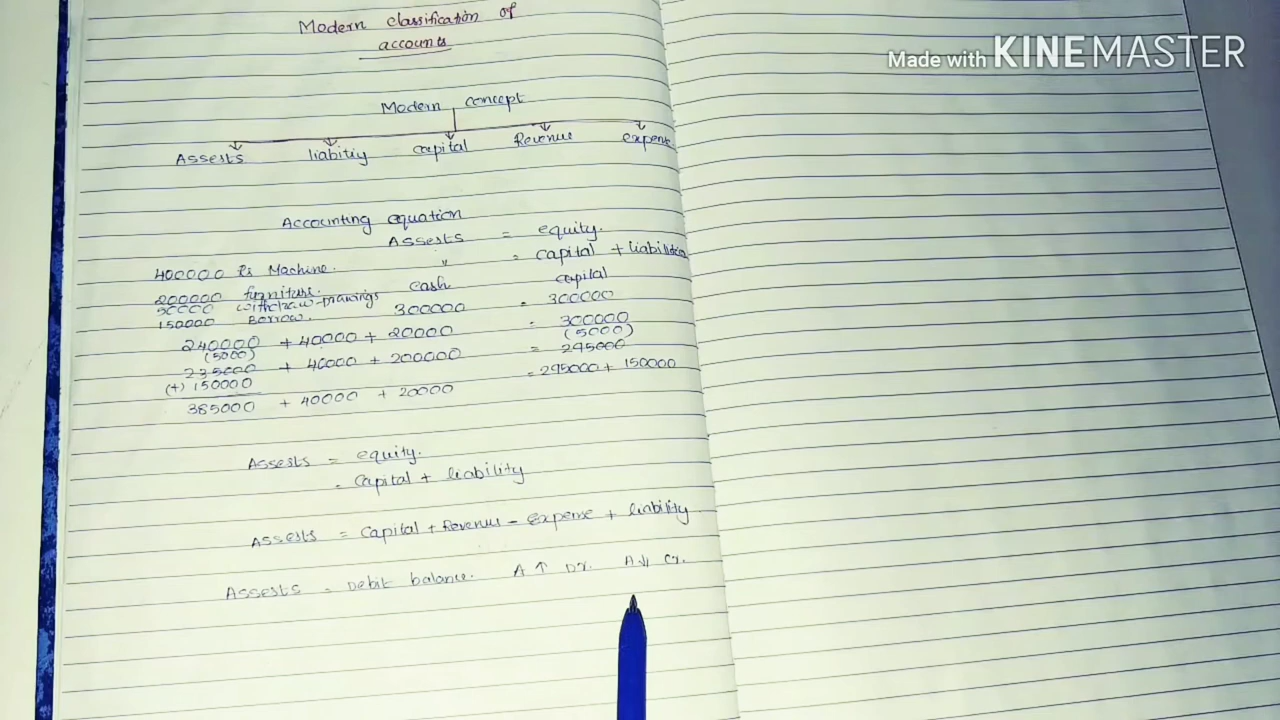 Modern classification of
accounts
Made with KINEMASTER
Modern concept
Assests liabitiy capital Revenue expense
Accounting equation
Assests = equity.
400000 Rs Machine. " = capital + liabilities
200000 furniture. cash capital
50000 withdraw-Drawings 300000 = 300000
150000 Borrow.
240000 + 40000 + 20000 = 300000
(5000) (5000)
235000 + 40000 + 200000 = 295000
(+) 150000 = 295000 + 150000
385000 + 40000 + 20000
Assests = equity.
= Capital + liability
Assests = Capital + Revenue - Expense + liability
Assests = Debit balance. A ↑ Dr. A↓ Cr.